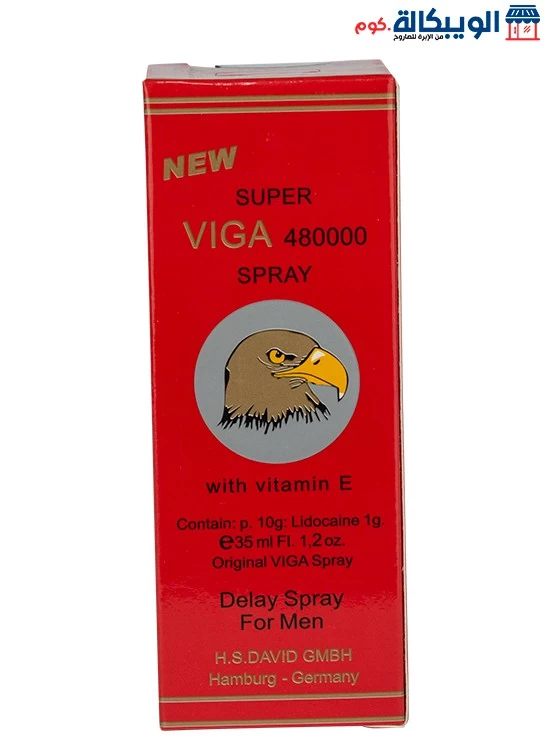 الويبكالة.كوم
من الإبرة للصاروخ
NEW
SUPER
VIGA 480000
SPRAY
with vitamin E
Contain: p. 10g: Lidocaine 1g.
℮35 ml Fl. 1,2 oz.
Original VIGA Spray
Delay Spray
For Men
H.S.DAVID GMBH
Hamburg - Germany